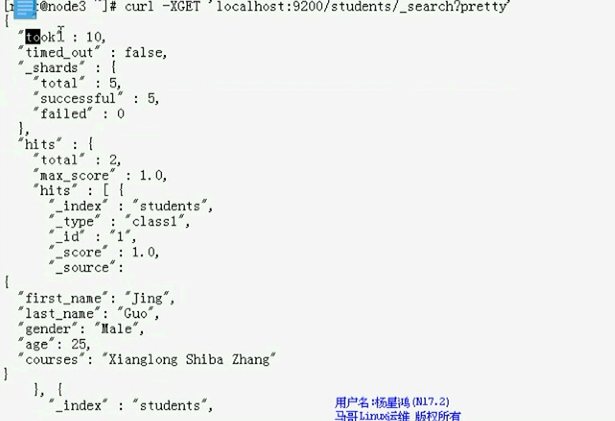 [r  t@node3 ~]# curl -XGET 'localhost:9200/students/_search?pretty'
{
"took" : 10,
"timed_out" : false,
"_shards" : {
"total" : 5,
"successful" : 5,
"failed" : 0
},
"hits" : {
"total" : 2,
"max_score" : 1.0,
"hits" : [ {
"_index" : "students",
"_type" : "class1",
"_id" : "1",
"_score" : 1.0,
"_source":
{
"first_name": "Jing",
"last_name": "Guo",
"gender": "Male",
"age": 25,
"courses": "Xianglong Shiba Zhang"
}
}, {
"_index" : "students",
用户名:杨星鸿(N17.2)
马哥Linux运维 版权所有